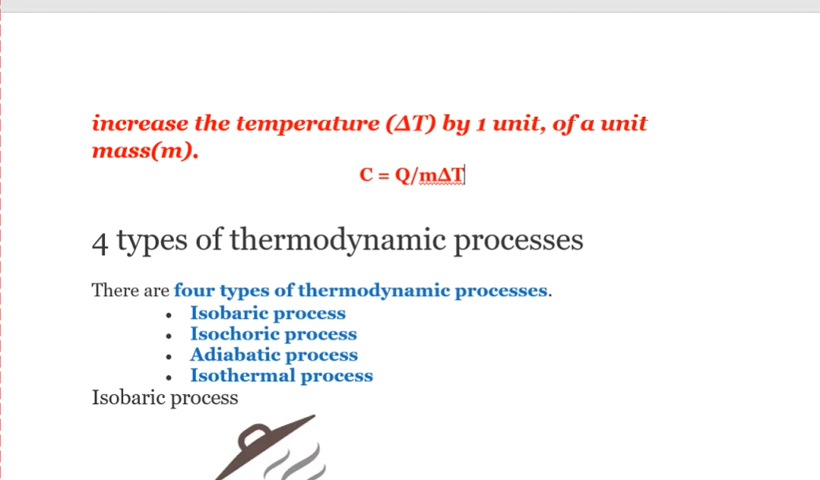 increase the temperature (ΔT) by 1 unit, of a unit
mass(m).
C = Q/mΔT
4 types of thermodynamic processes
There are four types of thermodynamic processes.
• Isobaric process
• Isochoric process
• Adiabatic process
• Isothermal process
Isobaric process